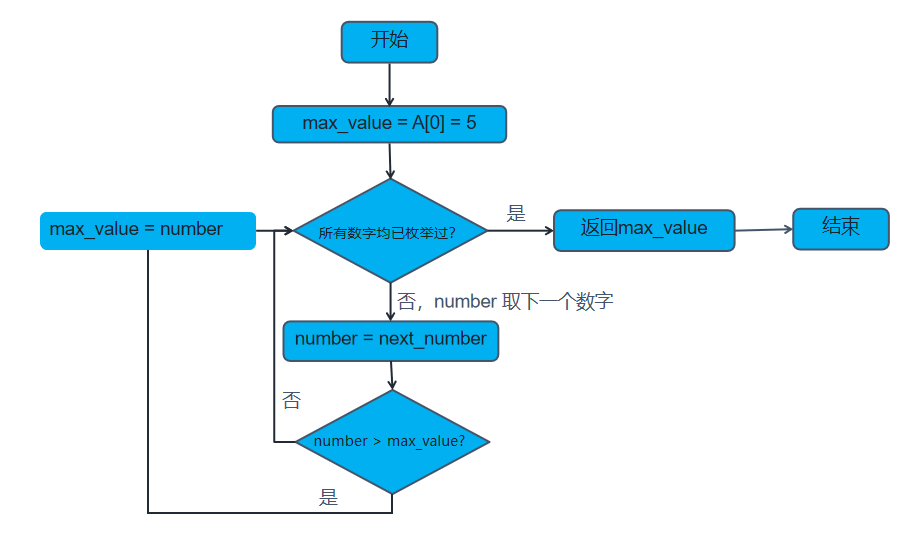 开始
max_value = A[0] = 5
所有数字均已枚举过?
是
返回max_value
结束
max_value = number
否，number 取下一个数字
number = next_number
否
number > max_value?
是